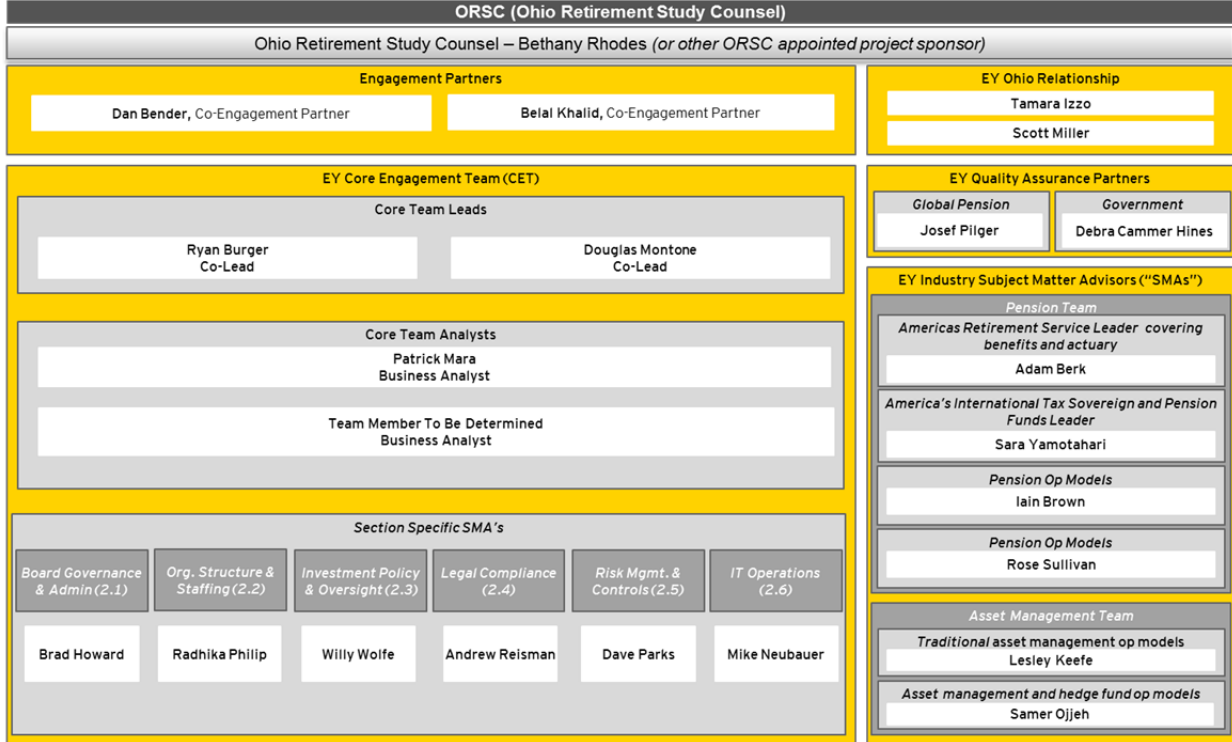 ORSC (Ohio Retirement Study Counsel)
Ohio Retirement Study Counsel – Bethany Rhodes (or other ORSC appointed project sponsor)
Engagement Partners
Dan Bender, Co-Engagement Partner
Belal Khalid, Co-Engagement Partner
EY Ohio Relationship
Tamara Izzo
Scott Miller
EY Core Engagement Team (CET)
Core Team Leads
Ryan Burger
Co-Lead
Douglas Montone
Co-Lead
Core Team Analysts
Patrick Mara
Business Analyst
Team Member To Be Determined
Business Analyst
Section Specific SMA's
Board Governance
& Admin (2.1)
Brad Howard
Org. Structure &
Staffing (2.2)
Radhika Philip
Investment Policy
& Oversight (2.3)
Willy Wolfe
Legal Compliance
(2.4)
Andrew Reisman
Risk Mgmt. &
Controls (2.5)
Dave Parks
IT Operations
(2.6)
Mike Neubauer
EY Quality Assurance Partners
Global Pension
Josef Pilger
Government
Debra Cammer Hines
EY Industry Subject Matter Advisors ("SMAs")
Pension Team
Americas Retirement Service Leader covering
benefits and actuary
Adam Berk
America's International Tax Sovereign and Pension
Funds Leader
Sara Yamotahari
Pension Op Models
Iain Brown
Pension Op Models
Rose Sullivan
Asset Management Team
Traditional asset management op models
Lesley Keefe
Asset management and hedge fund op models
Samer Ojjeh